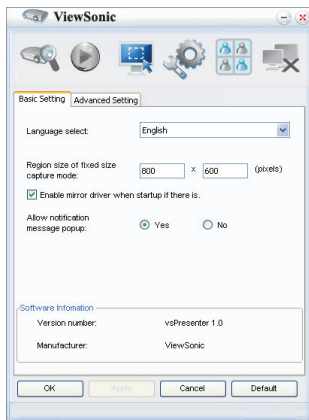 ViewSonic
Basic Setting Advanced Setting
Language select: English
Region size of fixed size
capture mode: 800 X 600 (pixels)
Enable mirror driver when startup if there is.
Allow notification
message popup: Yes No
Software Infomation
Version number: vsPresenter 1.0
Manufacturer: ViewSonic
OK Apply Cancel Default